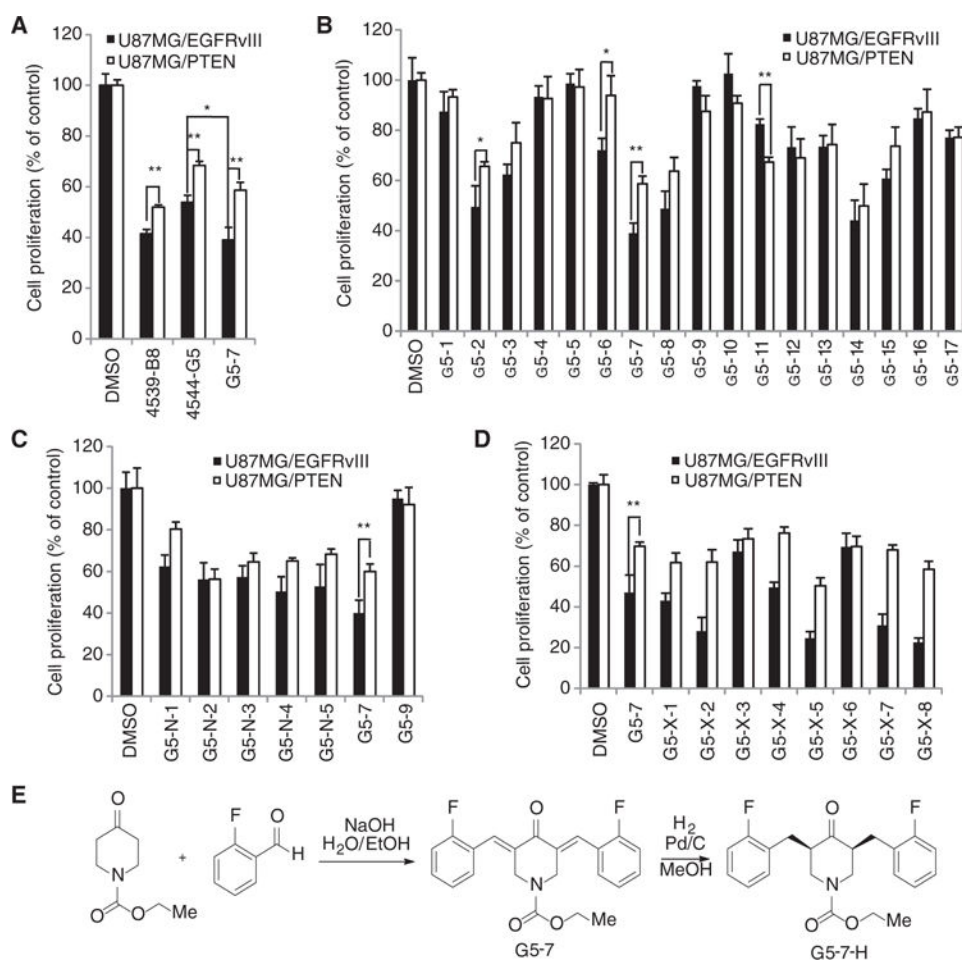 A
Cell proliferation (% of control)
120
100
80
60
40
20
0
U87MG/EGFRvIII
U87MG/PTEN
*
**
**
**
DMSO
4539-B8
4544-G5
G5-7
B
Cell proliferation (% of control)
120
100
80
60
40
20
0
U87MG/EGFRvIII
U87MG/PTEN
*
*
**
**
DMSO
G5-1
G5-2
G5-3
G5-4
G5-5
G5-6
G5-7
G5-8
G5-9
G5-10
G5-11
G5-12
G5-13
G5-14
G5-15
G5-16
G5-17
C
Cell proliferation (% of control)
120
100
80
60
40
20
0
U87MG/EGFRvIII
U87MG/PTEN
**
DMSO
G5-N-1
G5-N-2
G5-N-3
G5-N-4
G5-N-5
G5-7
G5-9
D
Cell proliferation (% of control)
120
100
80
60
40
20
0
U87MG/EGFRvIII
U87MG/PTEN
**
DMSO
G5-7
G5-X-1
G5-X-2
G5-X-3
G5-X-4
G5-X-5
G5-X-6
G5-X-7
G5-X-8
E
O
N
O
O
Me
+
F
O
H
NaOH
H2O/EtOH
F
O
F
N
O
O
Me
G5-7
H2
Pd/C
MeOH
F
O
F
N
O
O
Me
G5-7-H